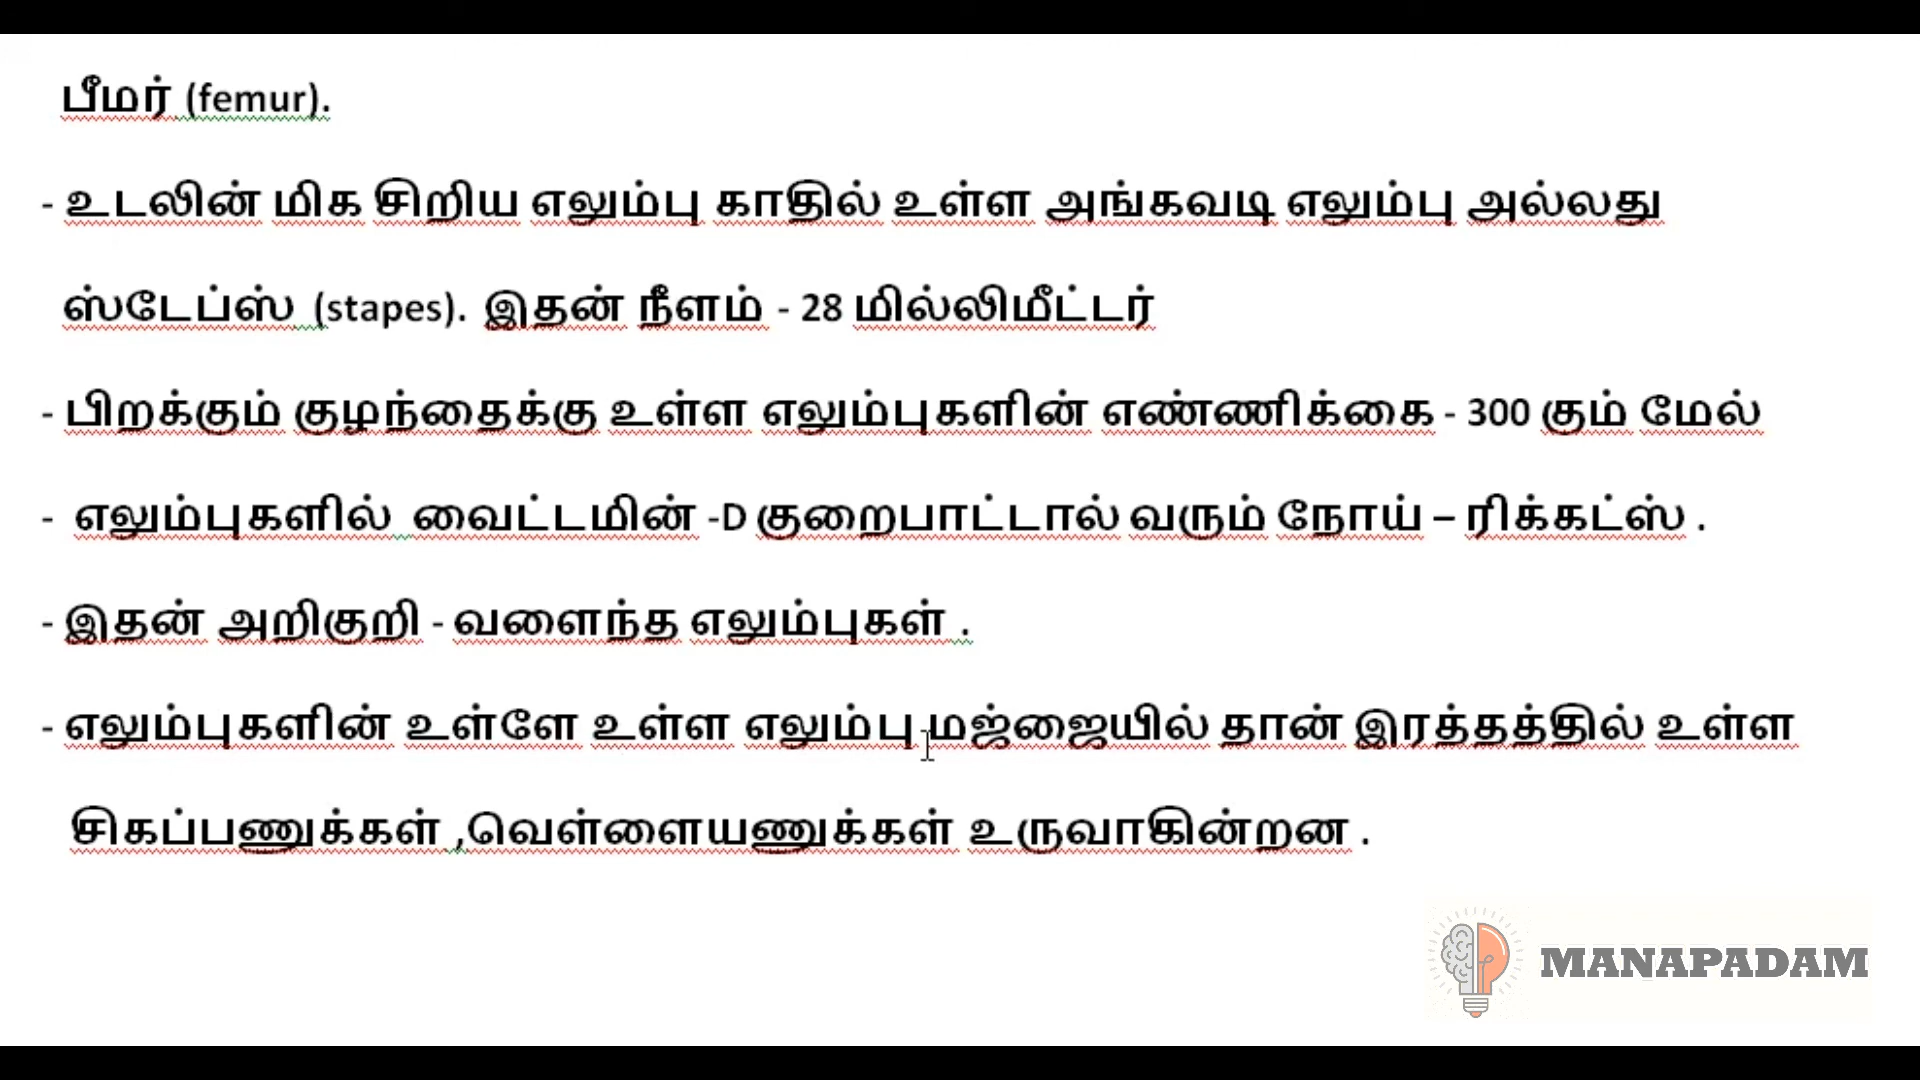 பீமர் (femur).
- உடலின் மிக சிறிய எலும்பு காதில் உள்ள அங்கவடி எலும்பு அல்லது
ஸ்டேப்ஸ் (stapes). இதன் நீளம் - 28 மில்லிமீட்டர்
- பிறக்கும் குழந்தைக்கு உள்ள எலும்புகளின் எண்ணிக்கை - 300 கும் மேல்
- எலும்புகளில் வைட்டமின் -D குறைபாட்டால் வரும் நோய் – ரிக்கட்ஸ் .
- இதன் அறிகுறி - வளைந்த எலும்புகள் .
- எலும்புகளின் உள்ளே உள்ள எலும்பு மஜ்ஜையில் தான் இரத்தத்தில் உள்ள
சிகப்பணுக்கள் ,வெள்ளையணுக்கள் உருவாகின்றன .
MANAPADAM